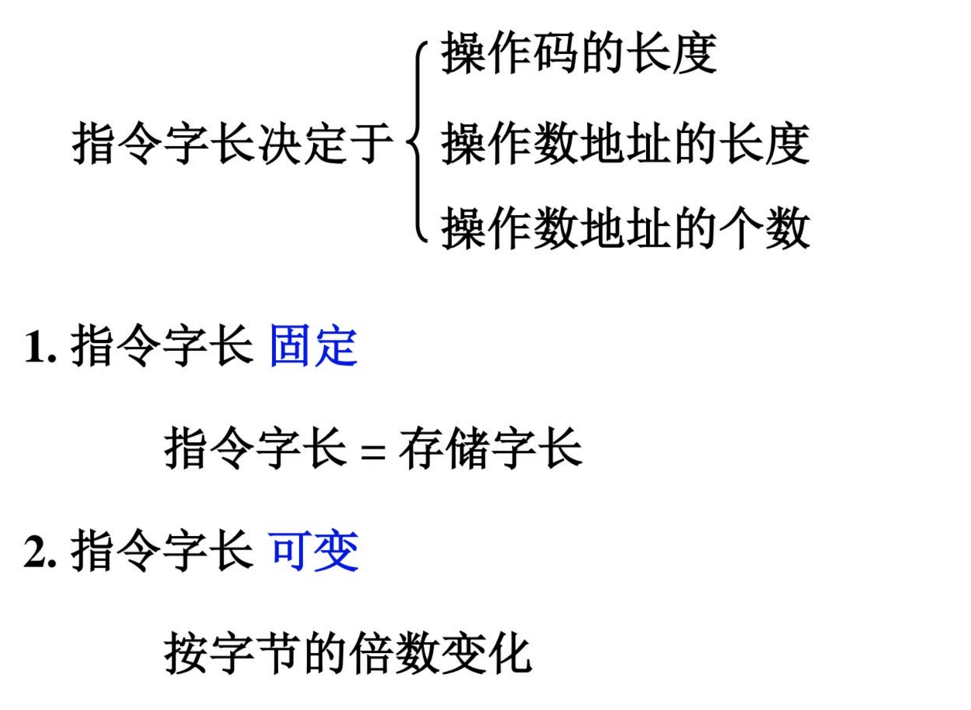 操作码的长度
指令字长决定于 操作数地址的长度
操作数地址的个数
1. 指令字长 固定
指令字长 = 存储字长
2. 指令字长 可变
按字节的倍数变化